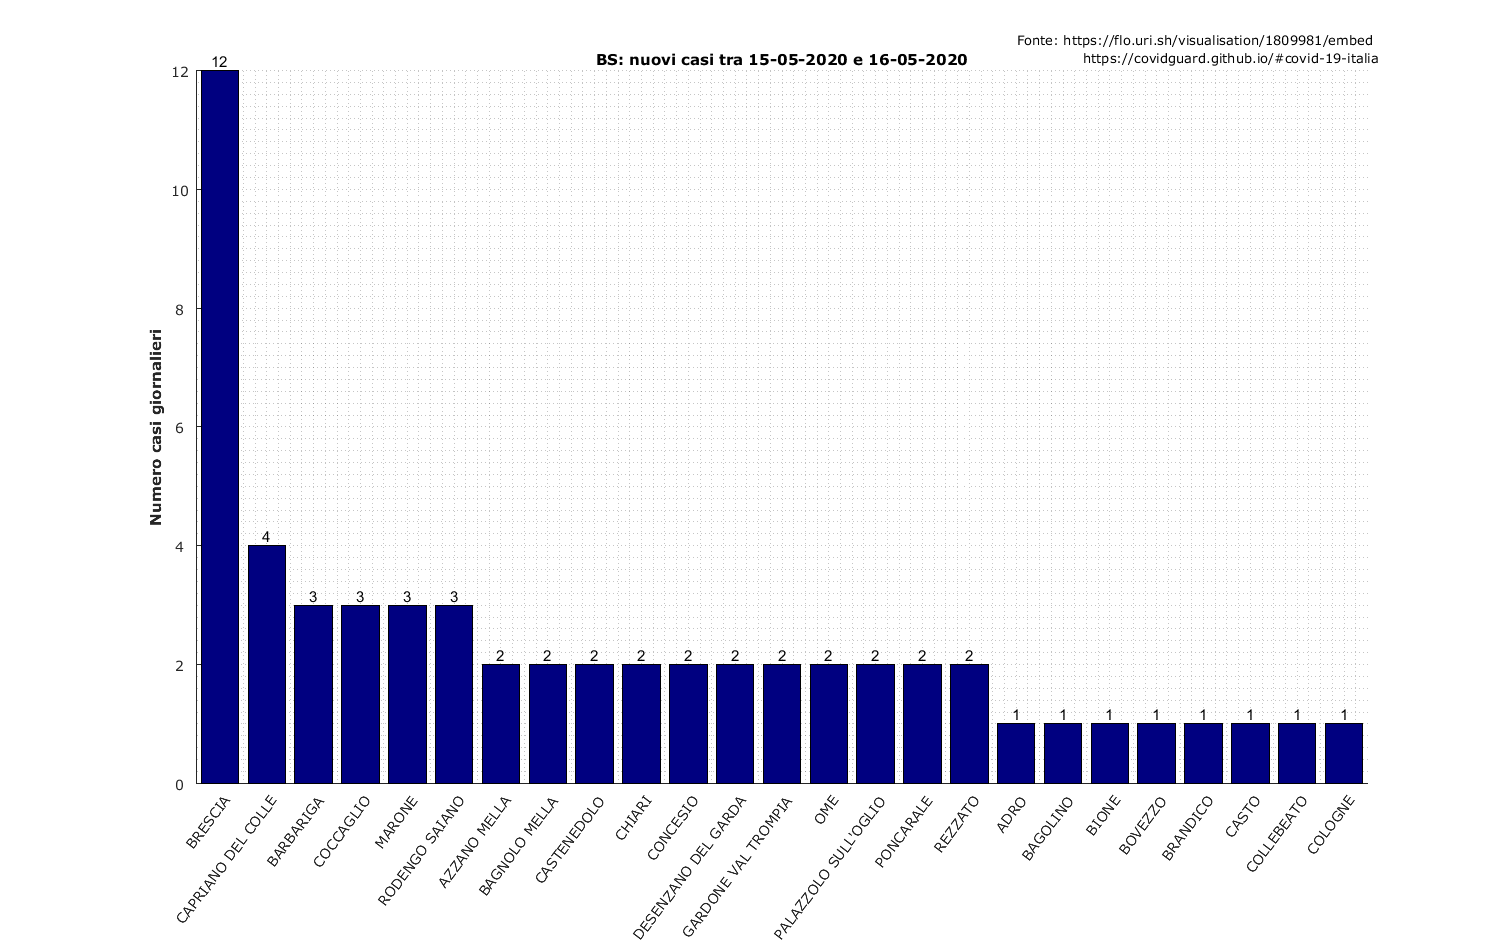 Fonte: https://flo.uri.sh/visualisation/1809981/embed
https://covidguard.github.io/#covid-19-italia
BS: nuovi casi tra 15-05-2020 e 16-05-2020
Numero casi giornalieri
12
10
8
6
4
2
0
12
4
3
3
3
3
2
2
2
2
2
2
2
2
2
2
2
1
1
1
1
1
1
1
1
BRESCIA
CAPRIANO DEL COLLE
BARBARIGA
COCCAGLIO
MARONE
RODENGO SAIANO
AZZANO MELLA
BAGNOLO MELLA
CASTENEDOLO
CHIARI
CONCESIO
DESENZANO DEL GARDA
GARDONE VAL TROMPIA
OME
PALAZZOLO SULL'OGLIO
PONCARALE
REZZATO
ADRO
BAGOLINO
BIONE
BOVEZZO
BRANDICO
CASTO
COLLEBEATO
COLOGNE